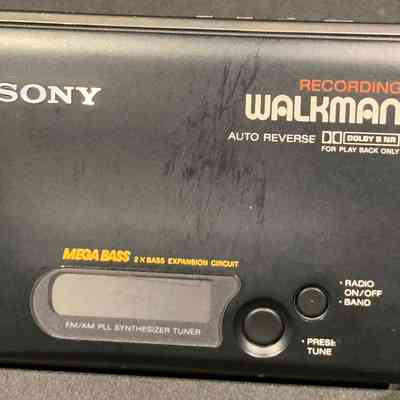 SONY
RECORDING
WALKMAN
AUTO REVERSE DOLBY B NR
FOR PLAY BACK ONLY
MEGA BASS 2×BASS EXPANSION CIRCUIT
• RADIO
ON/OFF
• BAND
FM/AM PLL SYNTHESIZER TUNER
TUNE